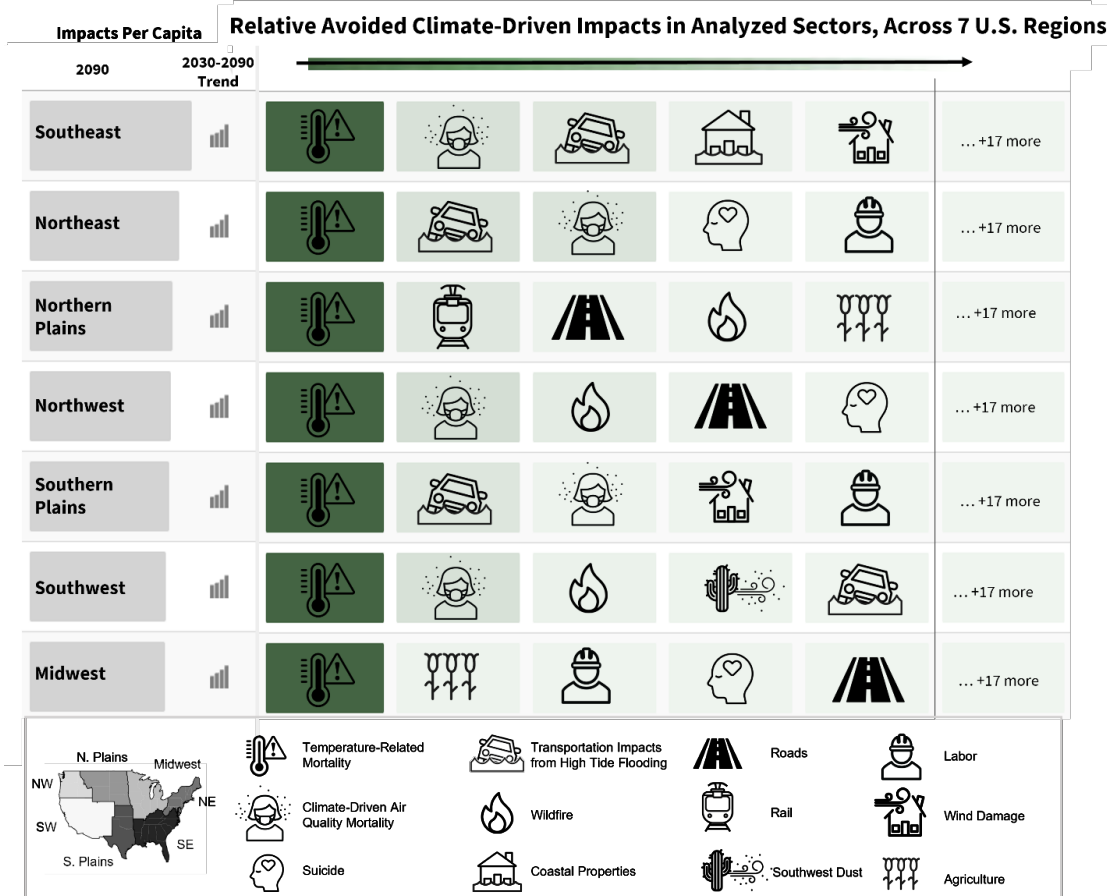 Impacts Per Capita
Relative Avoided Climate-Driven Impacts in Analyzed Sectors, Across 7 U.S. Regions
2090
2030-2090
Trend
Southeast
... +17 more
Northeast
... +17 more
Northern
Plains
... +17 more
Northwest
... +17 more
Southern
Plains
... +17 more
Southwest
... +17 more
Midwest
... +17 more
N. Plains
Midwest
NW
NE
SW
SE
S. Plains
Temperature-Related
Mortality
Transportation Impacts
from High Tide Flooding
Roads
Labor
Climate-Driven Air
Quality Mortality
Wildfire
Rail
Wind Damage
Suicide
Coastal Properties
'Southwest Dust
Agriculture